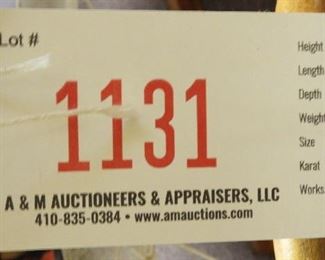 Lot #
1131
A & M AUCTIONEERS & APPRAISERS, LLC
410-835-0384 • www.amauctions.com
Height
Length
Depth
Weight
Size
Karat
Works